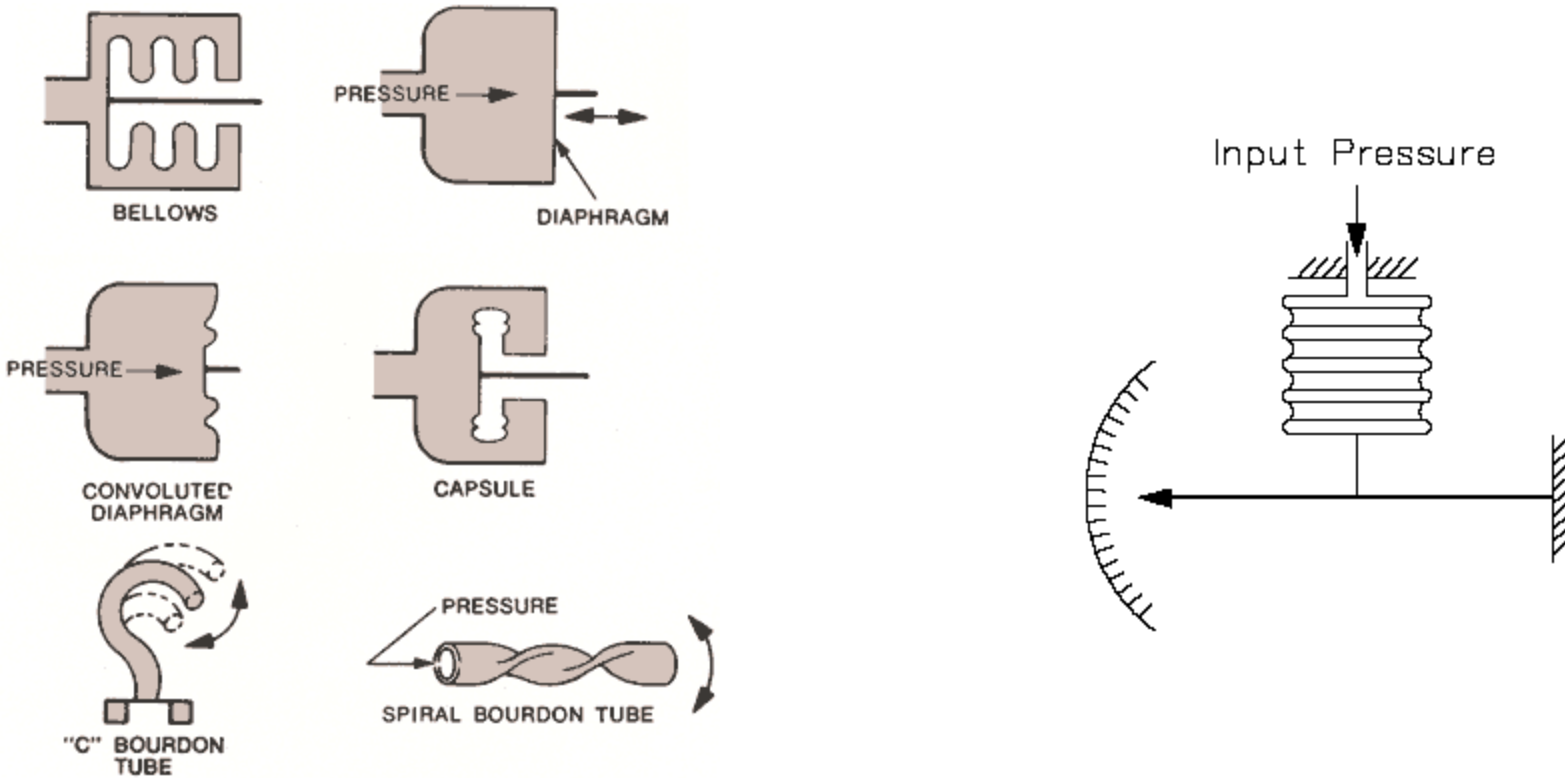 PRESSURE
BELLOWS
DIAPHRAGM
Input Pressure
PRESSURE
CONVOLUTED
DIAPHRAGM
CAPSULE
PRESSURE
SPIRAL BOURDON TUBE
"C" BOURDON
TUBE